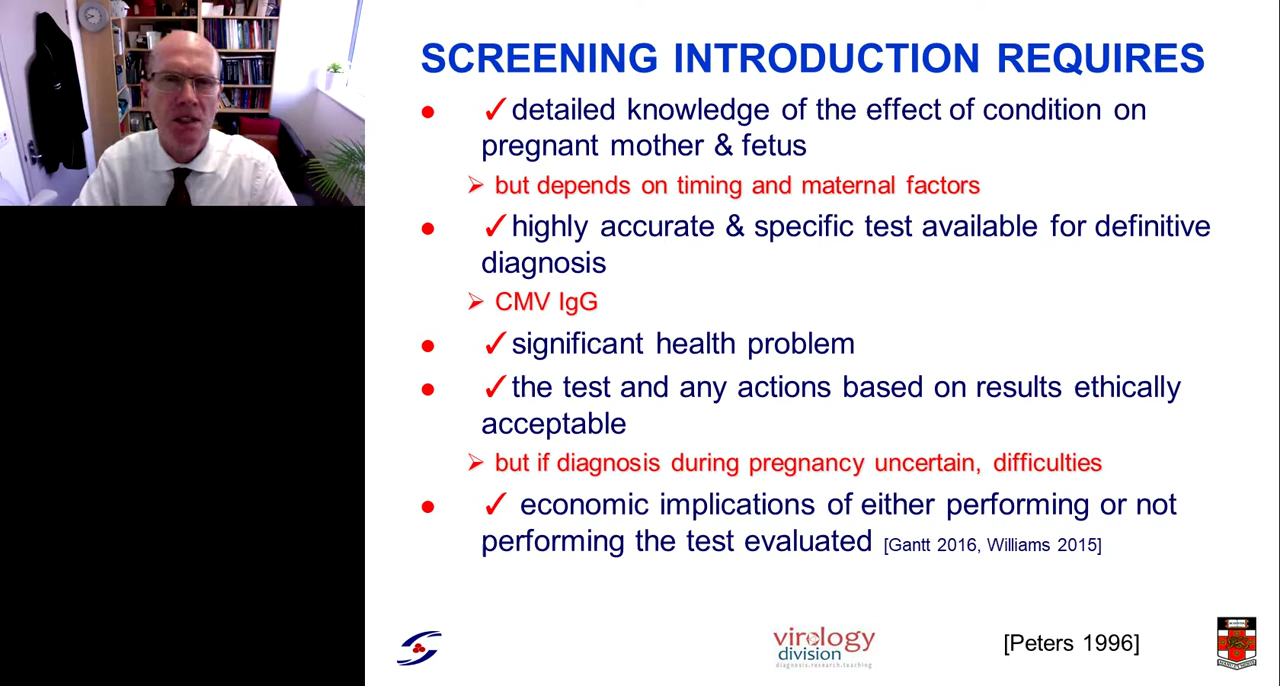 SCREENING INTRODUCTION REQUIRES
● ✓detailed knowledge of the effect of condition on
pregnant mother & fetus
➢ but depends on timing and maternal factors
● ✓highly accurate & specific test available for definitive
diagnosis
➢ CMV IgG
● ✓significant health problem
● ✓the test and any actions based on results ethically
acceptable
➢ but if diagnosis during pregnancy uncertain, difficulties
● ✓ economic implications of either performing or not
performing the test evaluated [Gantt 2016, Williams 2015]
virology
division
diagnosis.research.teaching
[Peters 1996]